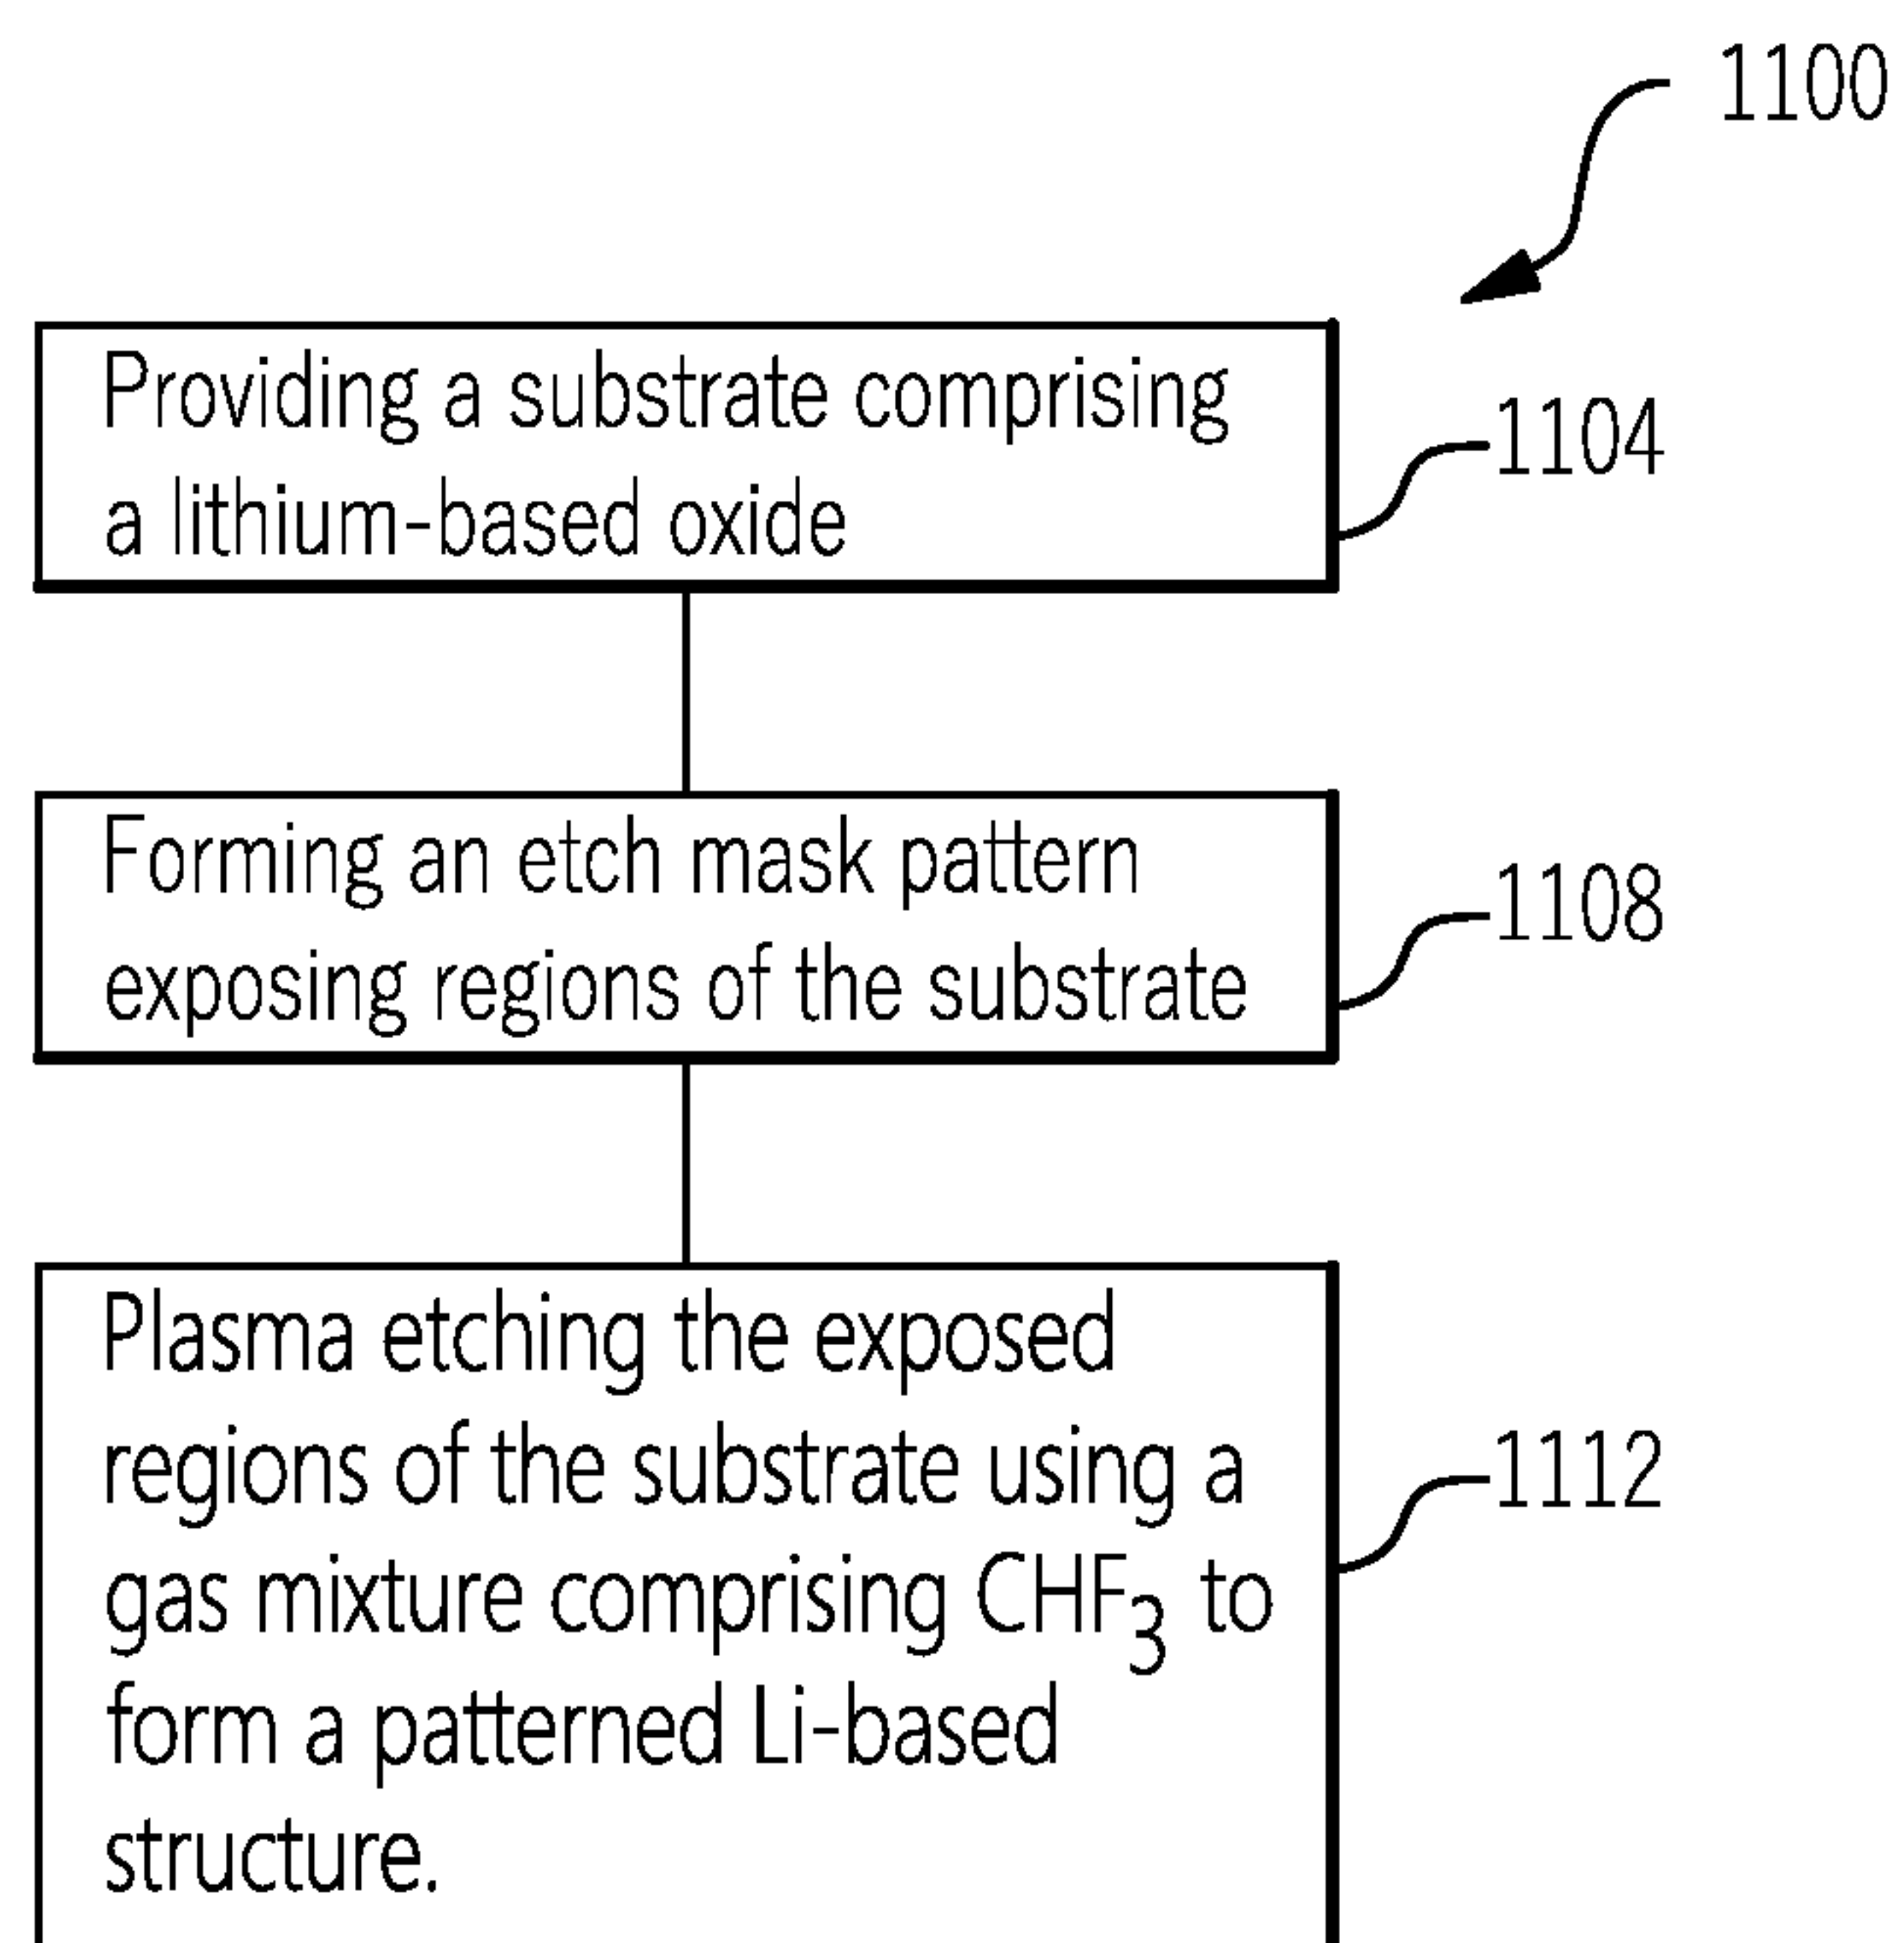 1100
Providing a substrate comprising
a lithium-based oxide
1104
Forming an etch mask pattern
exposing regions of the substrate
1108
Plasma etching the exposed
regions of the substrate using a
gas mixture comprising CHF₃ to
form a patterned Li-based
structure.
1112